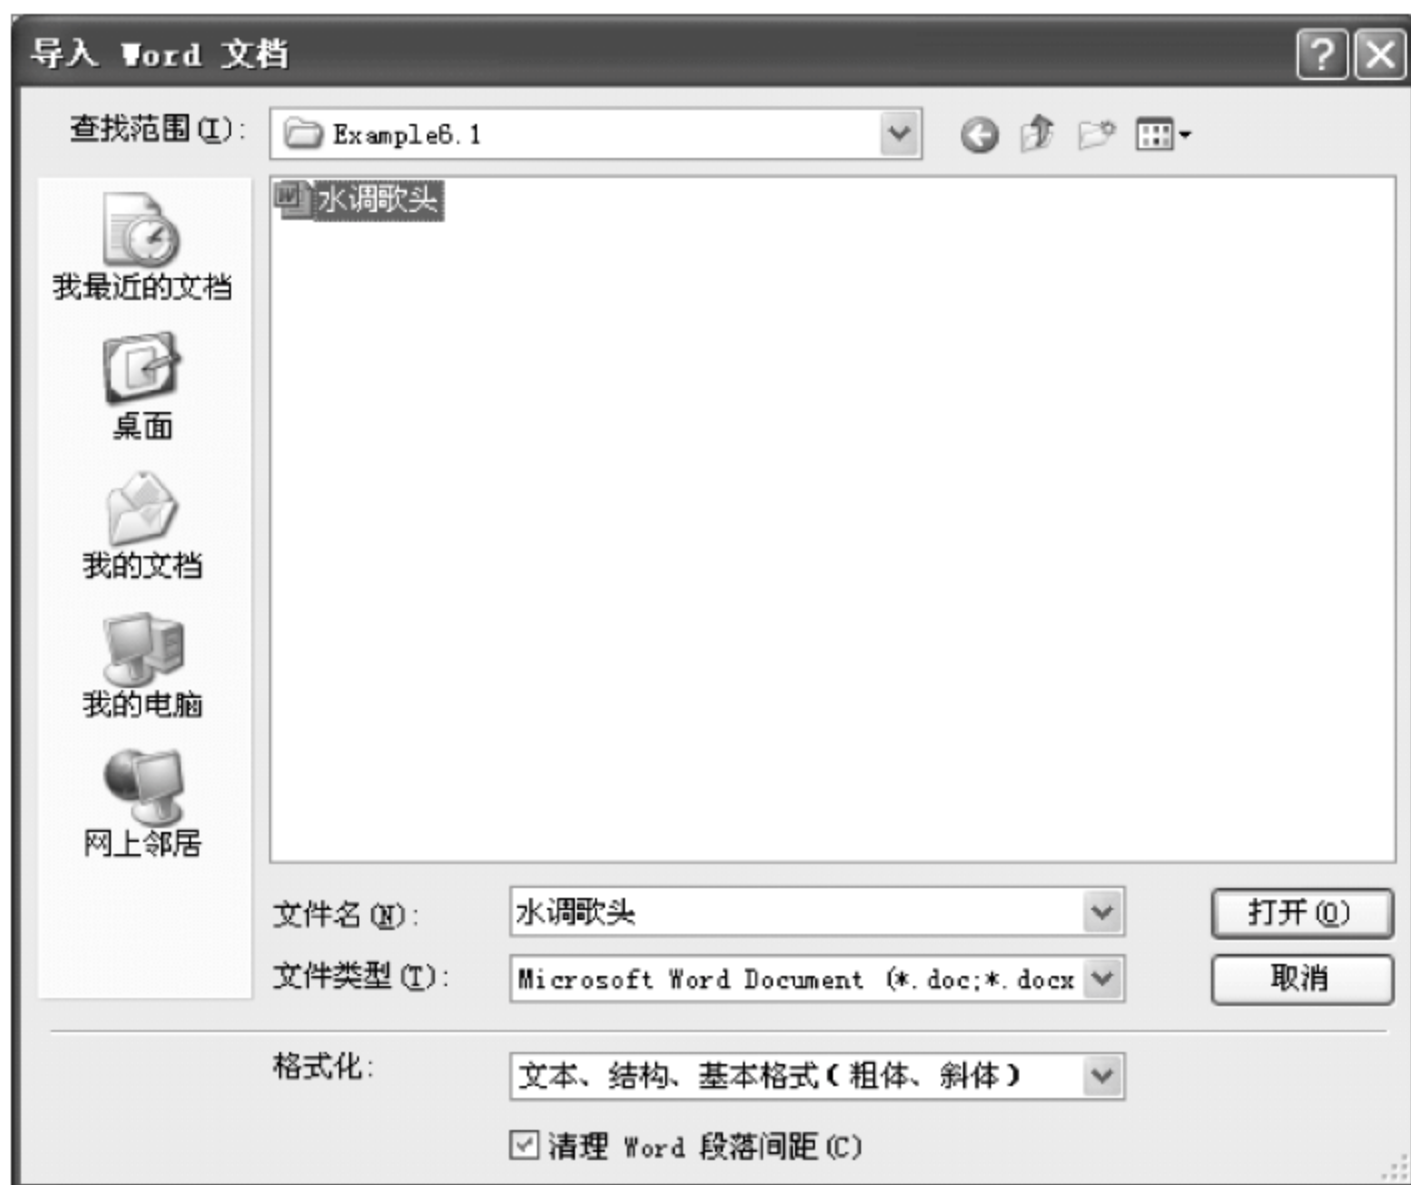 导入 Word 文档
查找范围(I):
Example6.1
水调歌头
我最近的文档
桌面
我的文档
我的电脑
网上邻居
文件名(N):
水调歌头
打开(O)
文件类型(T):
Microsoft Word Document (*.doc;*.docx
取消
格式化:
文本、结构、基本格式(粗体、斜体)
清理 Word 段落间距(C)